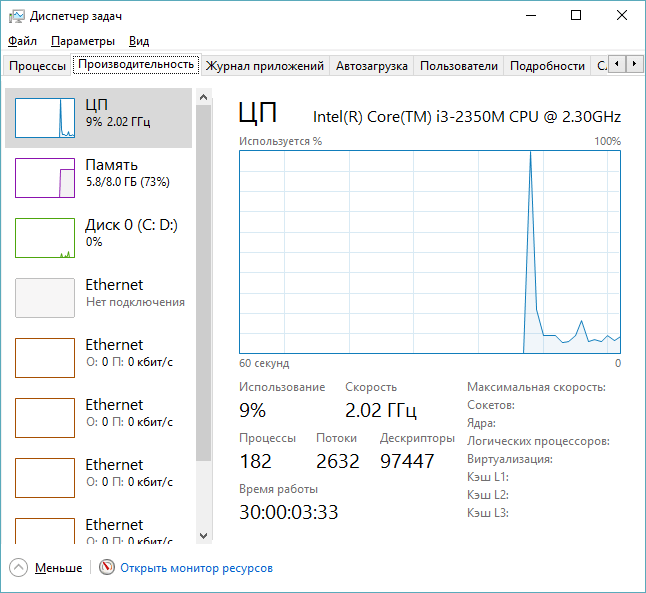 Диспетчер задач
Файл Параметры Вид
Процессы Производительность Журнал приложений Автозагрузка Пользователи Подробности
ЦП
9% 2.02 ГГц
Память
5.8/8.0 ГБ (73%)
Диск 0 (C: D:)
0%
Ethernet
Нет подключения
Ethernet
О: 0 П: 0 кбит/с
Ethernet
О: 0 П: 0 кбит/с
Ethernet
О: 0 П: 0 кбит/с
Ethernet
О: 0 П: 0 кбит/с
ЦП Intel(R) Core(TM) i3-2350M CPU @ 2.30GHz
Используется % 100%
60 секунд 0
Использование Скорость
9% 2.02 ГГц
Процессы Потоки Дескрипторы
182 2632 97447
Время работы
30:00:03:33
Максимальная скорость:
Сокетов:
Ядра:
Логических процессоров:
Виртуализация:
Кэш L1:
Кэш L2:
Кэш L3:
Меньше Открыть монитор ресурсов